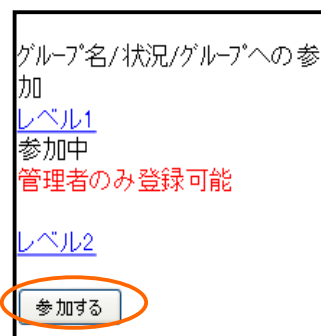 グループ名/状況/グループへの参
加
レベル1
参加中
管理者のみ登録可能
レベル2
参加する